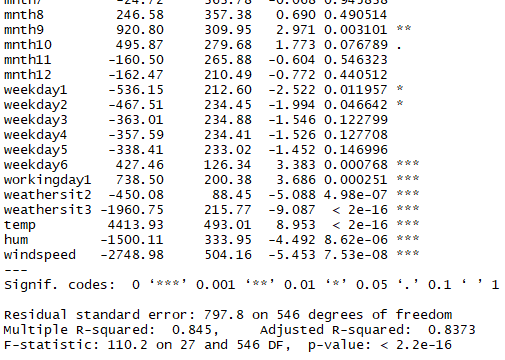 mnth8 246.58 357.38 0.690 0.490514
mnth9 920.80 309.95 2.971 0.003101 **
mnth10 495.87 279.68 1.773 0.076789 .
mnth11 -160.50 265.88 -0.604 0.546323
mnth12 -162.47 210.49 -0.772 0.440512
weekday1 -536.15 212.60 -2.522 0.011957 *
weekday2 -467.51 234.45 -1.994 0.046642 *
weekday3 -363.01 234.88 -1.546 0.122799
weekday4 -357.59 234.41 -1.526 0.127708
weekday5 -338.41 233.02 -1.452 0.146996
weekday6 427.46 126.34 3.383 0.000768 ***
workingday1 738.50 200.38 3.686 0.000251 ***
weathersit2 -450.08 88.45 -5.088 4.98e-07 ***
weathersit3 -1960.75 215.77 -9.087 < 2e-16 ***
temp 4413.93 493.01 8.953 < 2e-16 ***
hum -1500.11 333.95 -4.492 8.62e-06 ***
windspeed -2748.98 504.16 -5.453 7.53e-08 ***
---
Signif. codes: 0 ‘***’ 0.001 ‘**’ 0.01 ‘*’ 0.05 ‘.’ 0.1 ‘ ’ 1
Residual standard error: 797.8 on 546 degrees of freedom
Multiple R-squared: 0.845, Adjusted R-squared: 0.8373
F-statistic: 110.2 on 27 and 546 DF, p-value: < 2.2e-16